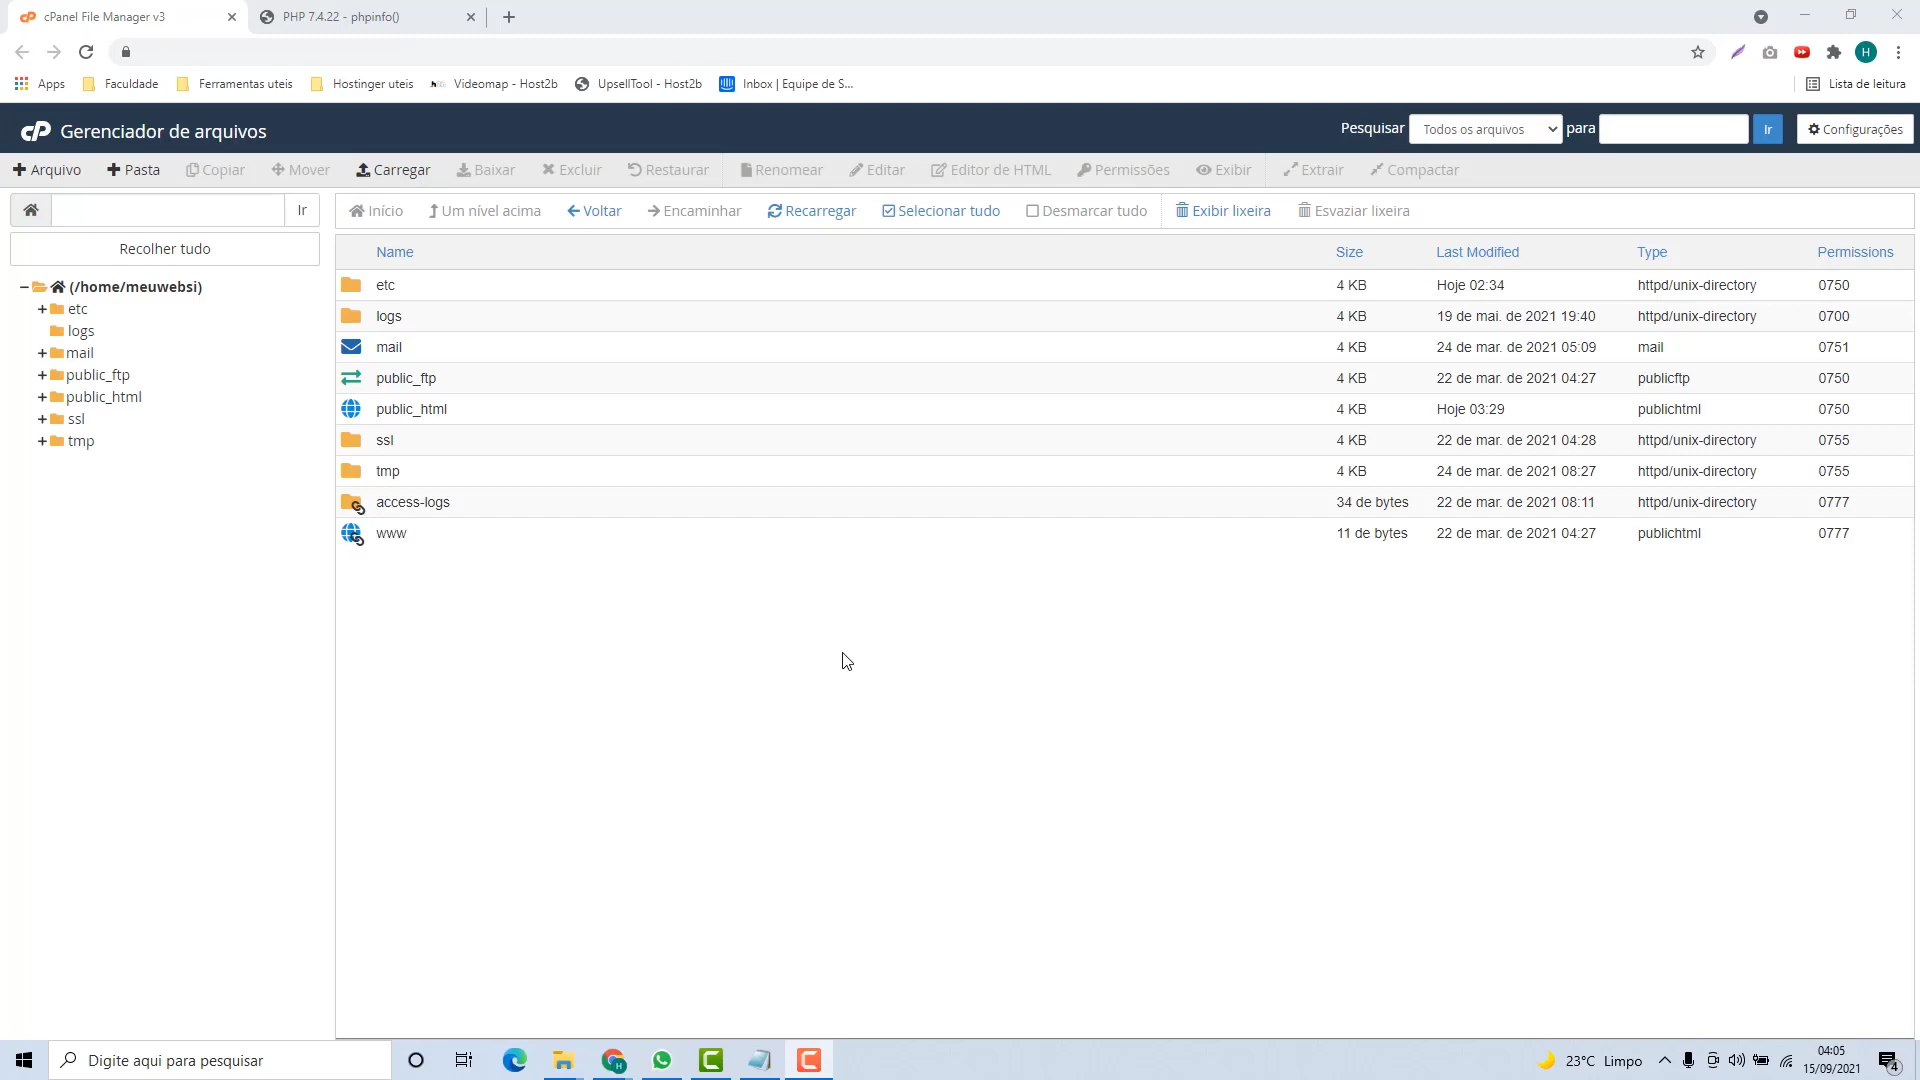 cPanel File Manager v3
PHP 7.4.22 - phpinfo()
H
Apps
Faculdade
Ferramentas uteis
Hostinger uteis
Videomap - Host2b
UpsellTool - Host2b
Inbox | Equipe de S...
Lista de leitura
cP Gerenciador de arquivos
Pesquisar Todos os arquivos para Ir Configurações
Arquivo Pasta Copiar Mover Carregar Baixar Excluir Restaurar Renomear Editar Editor de HTML Permissões Exibir Extrair Compactar
Ir
Início Um nível acima Voltar Encaminhar Recarregar Selecionar tudo Desmarcar tudo Exibir lixeira Esvaziar lixeira
Recolher tudo
(/home/meuwebsi)
etc
logs
mail
public_ftp
public_html
ssl
tmp
Name Size Last Modified Type Permissions
etc 4 KB Hoje 02:34 httpd/unix-directory 0750
logs 4 KB 19 de mai. de 2021 19:40 httpd/unix-directory 0700
mail 4 KB 24 de mar. de 2021 05:09 mail 0751
public_ftp 4 KB 22 de mar. de 2021 04:27 publicftp 0750
public_html 4 KB Hoje 03:29 publichtml 0750
ssl 4 KB 22 de mar. de 2021 04:28 httpd/unix-directory 0755
tmp 4 KB 24 de mar. de 2021 08:27 httpd/unix-directory 0755
access-logs 34 de bytes 22 de mar. de 2021 08:11 httpd/unix-directory 0777
www 11 de bytes 22 de mar. de 2021 04:27 publichtml 0777
Digite aqui para pesquisar
23°C Limpo
04:05
15/09/2021
4